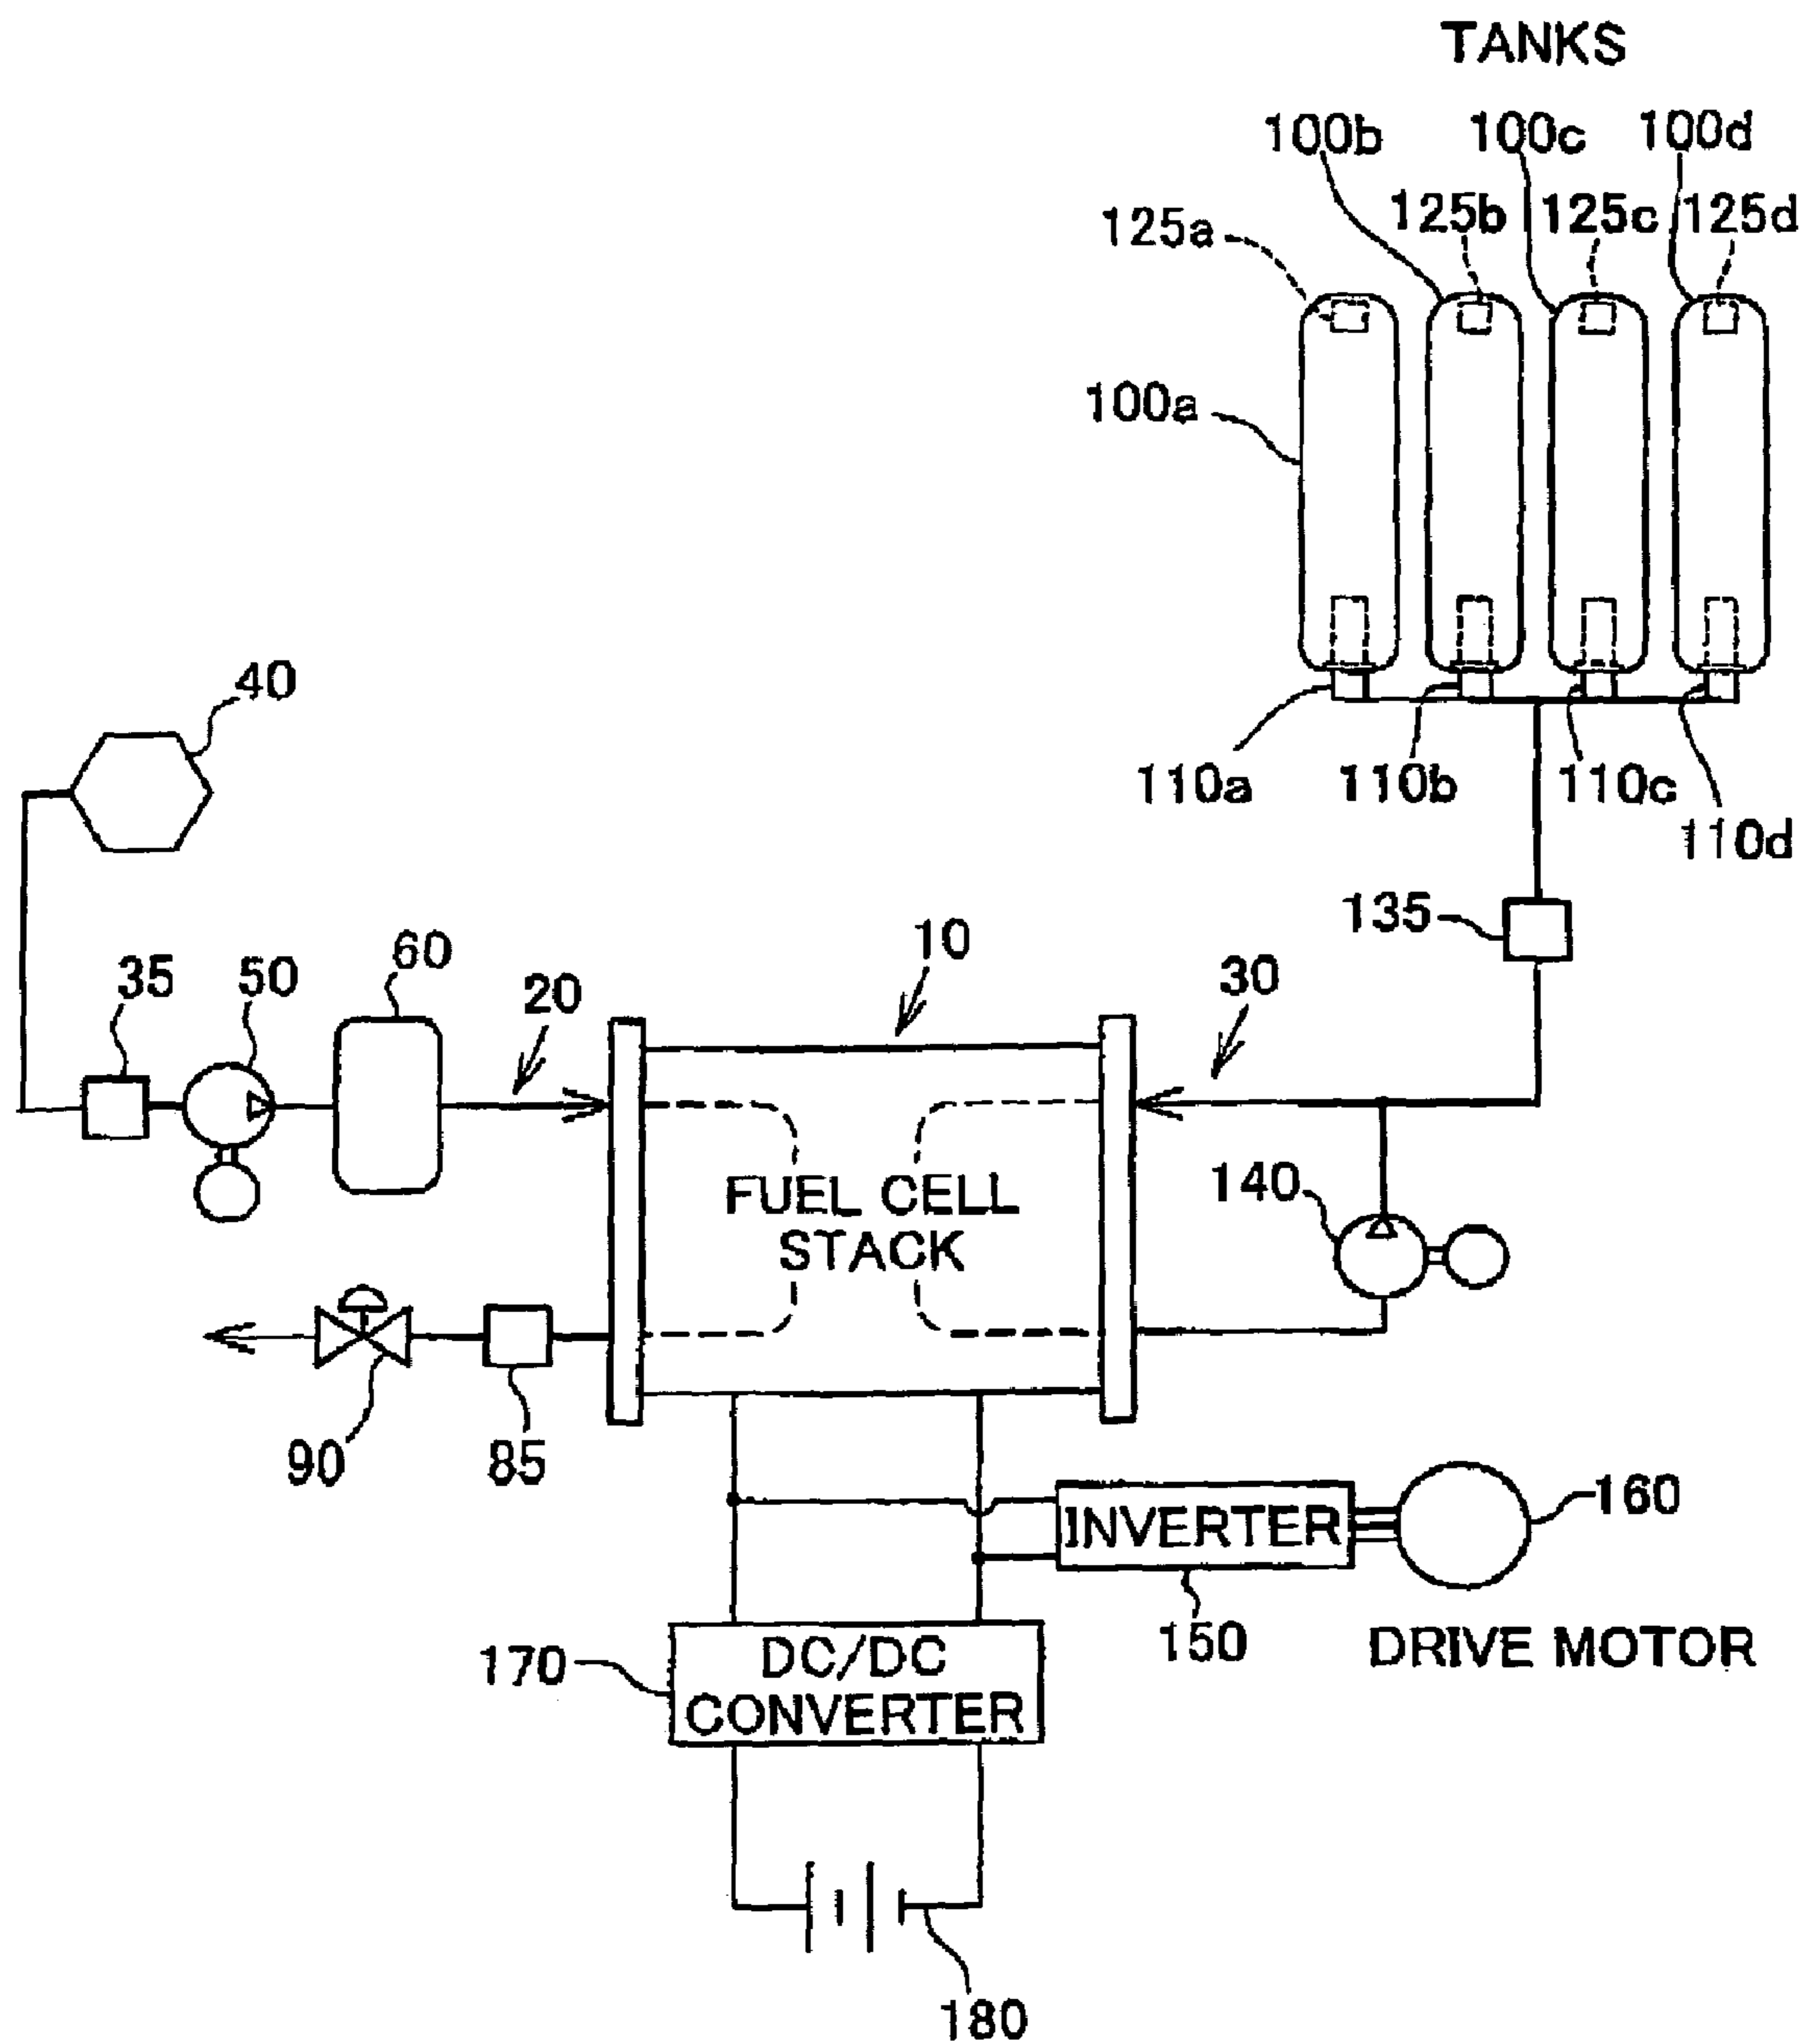 TANKS
100b
100c
100d
125a
125b
125c
125d
100a
40
110a
110b
110c
110d
135
10
60
35
50
20
30
140
FUEL CELL
STACK
90
85
INVERTER
160
150
DRIVE MOTOR
170
DC/DC
CONVERTER
180